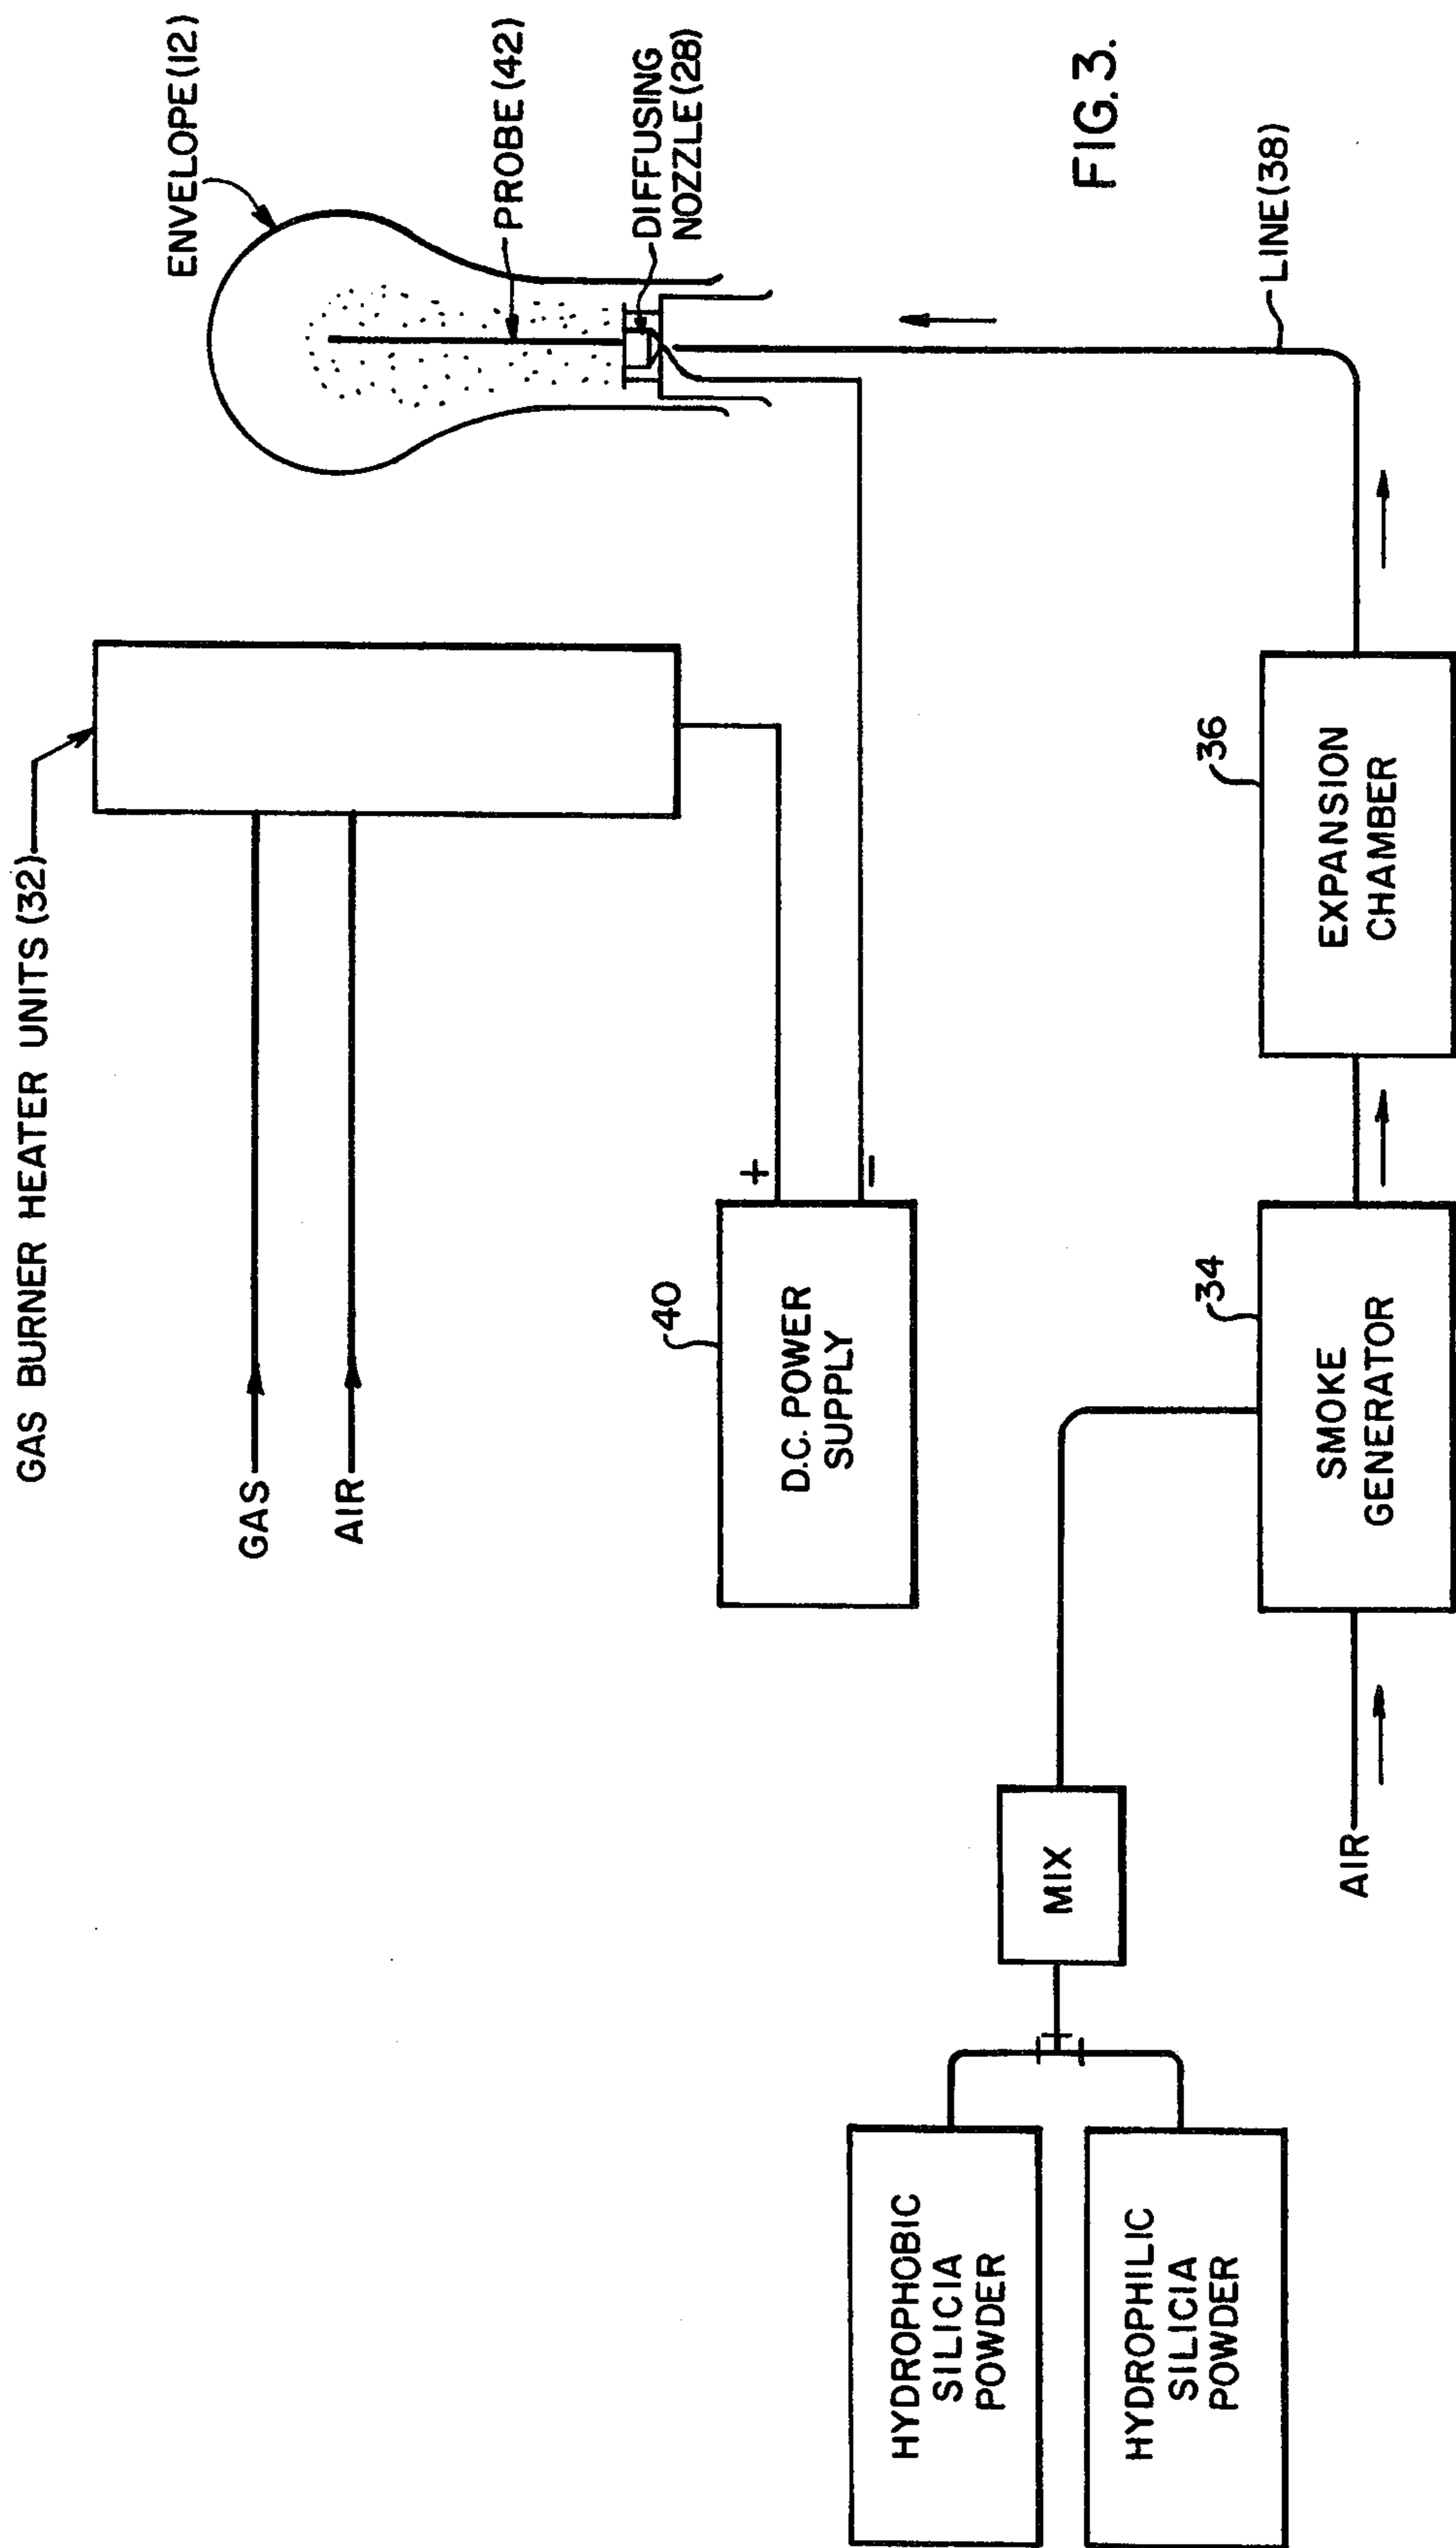 GAS BURNER HEATER UNITS (32)
GAS
AIR
ENVELOPE (12)
PROBE (42)
DIFFUSING
NOZZLE (28)
40
D.C. POWER
SUPPLY
+
−
FIG. 3.
LINE (38)
HYDROPHOBIC
SILICIA
POWDER
HYDROPHILIC
SILICIA
POWDER
MIX
AIR
34
SMOKE
GENERATOR
36
EXPANSION
CHAMBER